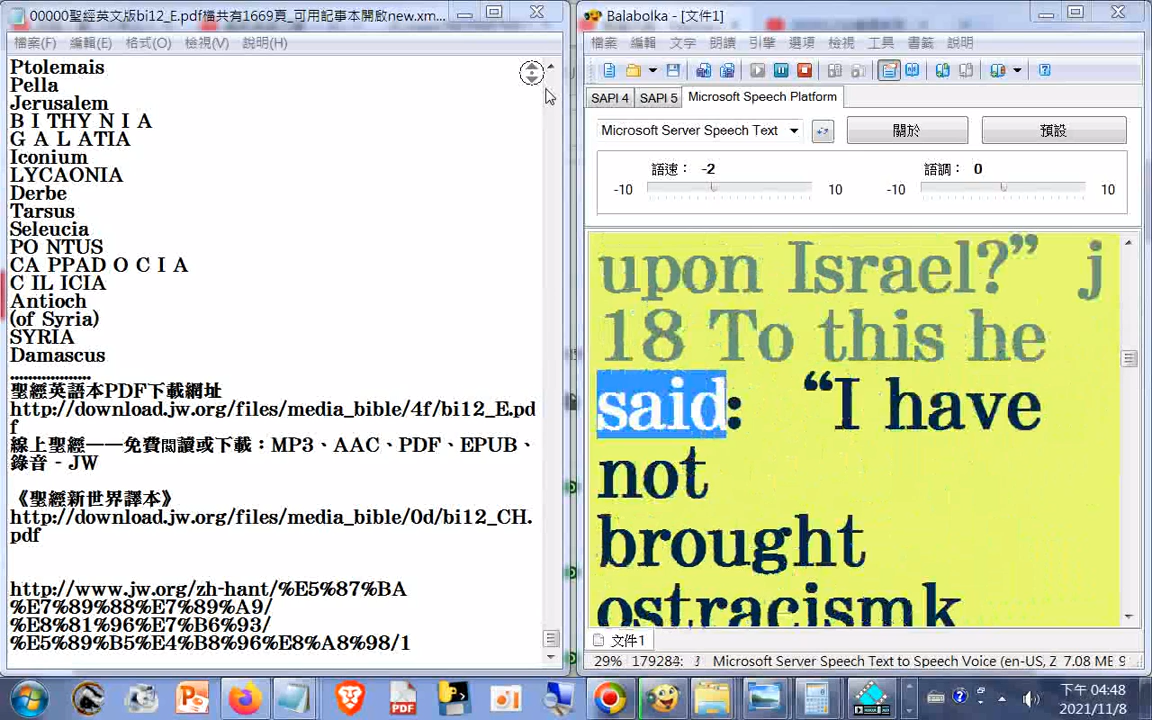 00000聖經英文版bi12_E.pdf檔共有1669頁_可用記事本開啟new.xm...
檔案(F) 編輯(E) 格式(O) 檢視(V) 說明(H)
Ptolemais
Pella
Jerusalem
B I THY N I A
G A L ATIA
Iconium
LYCAONIA
Derbe
Tarsus
Seleucia
PO NTUS
CA PPAD O C I A
C IL ICIA
Antioch
(of Syria)
SYRIA
Damascus
..................
聖經英語本PDF下載網址
http://download.jw.org/files/media_bible/4f/bi12_E.pd
f
線上聖經——免費閱讀或下載：MP3、AAC、PDF、EPUB、
錄音 - JW
《聖經新世界譯本》
http://download.jw.org/files/media_bible/0d/bi12_CH.
pdf
http://www.jw.org/zh-hant/%E5%87%BA
%E7%89%88%E7%89%A9/
%E8%81%96%E7%B6%93/
%E5%89%B5%E4%B8%96%E8%A8%98/1
Balabolka - [文件1]
檔案 編輯 文字 朗讀 引擎 選項 檢視 工具 書籤 說明
SAPI 4 SAPI 5 Microsoft Speech Platform
Microsoft Server Speech Text 關於 預設
語速： -2 語調： 0
-10 10 -10 10
upon Israel?” j
18 To this he
said: “I have
not
brought
ostracismk
文件1
29% 179284: Microsoft Server Speech Text to Speech Voice (en-US, Z 7.08 MB 9
下午 04:48
2021/11/8